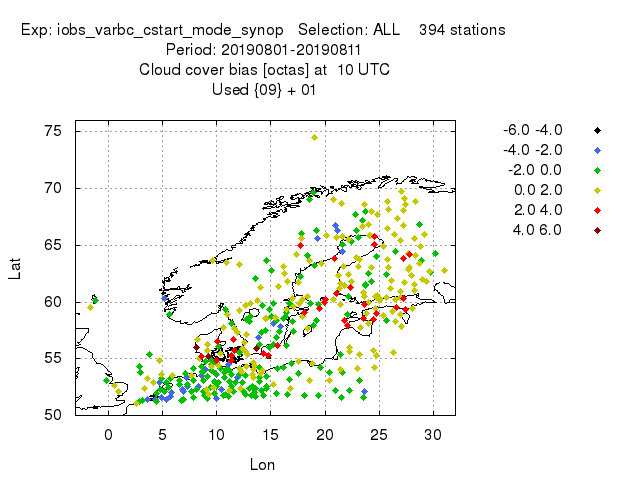 Exp: iobs_varbc_cstart_mode_synop   Selection: ALL    394 stations
Period: 20190801-20190811
Cloud cover bias [octas] at  10 UTC
Used {09} + 01
-6.0 -4.0
-4.0 -2.0
-2.0 0.0
0.0 2.0
2.0 4.0
4.0 6.0
75
70
65
60
55
50
Lat
0 5 10 15 20 25 30
Lon